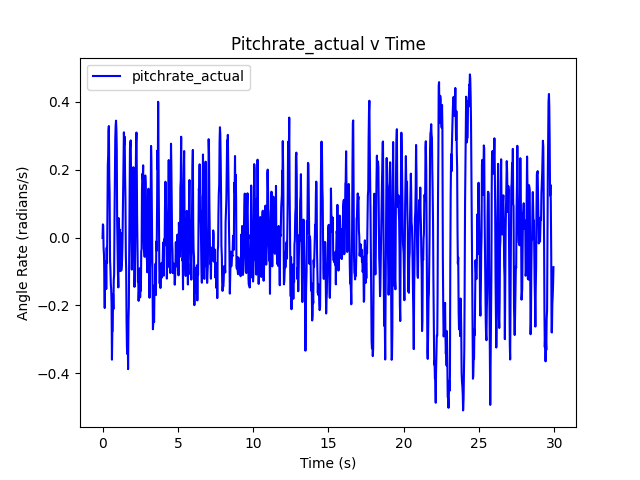 Pitchrate_actual v Time
pitchrate_actual
Angle Rate (radians/s)
0.4
0.2
0.0
−0.2
−0.4
0 5 10 15 20 25 30
Time (s)